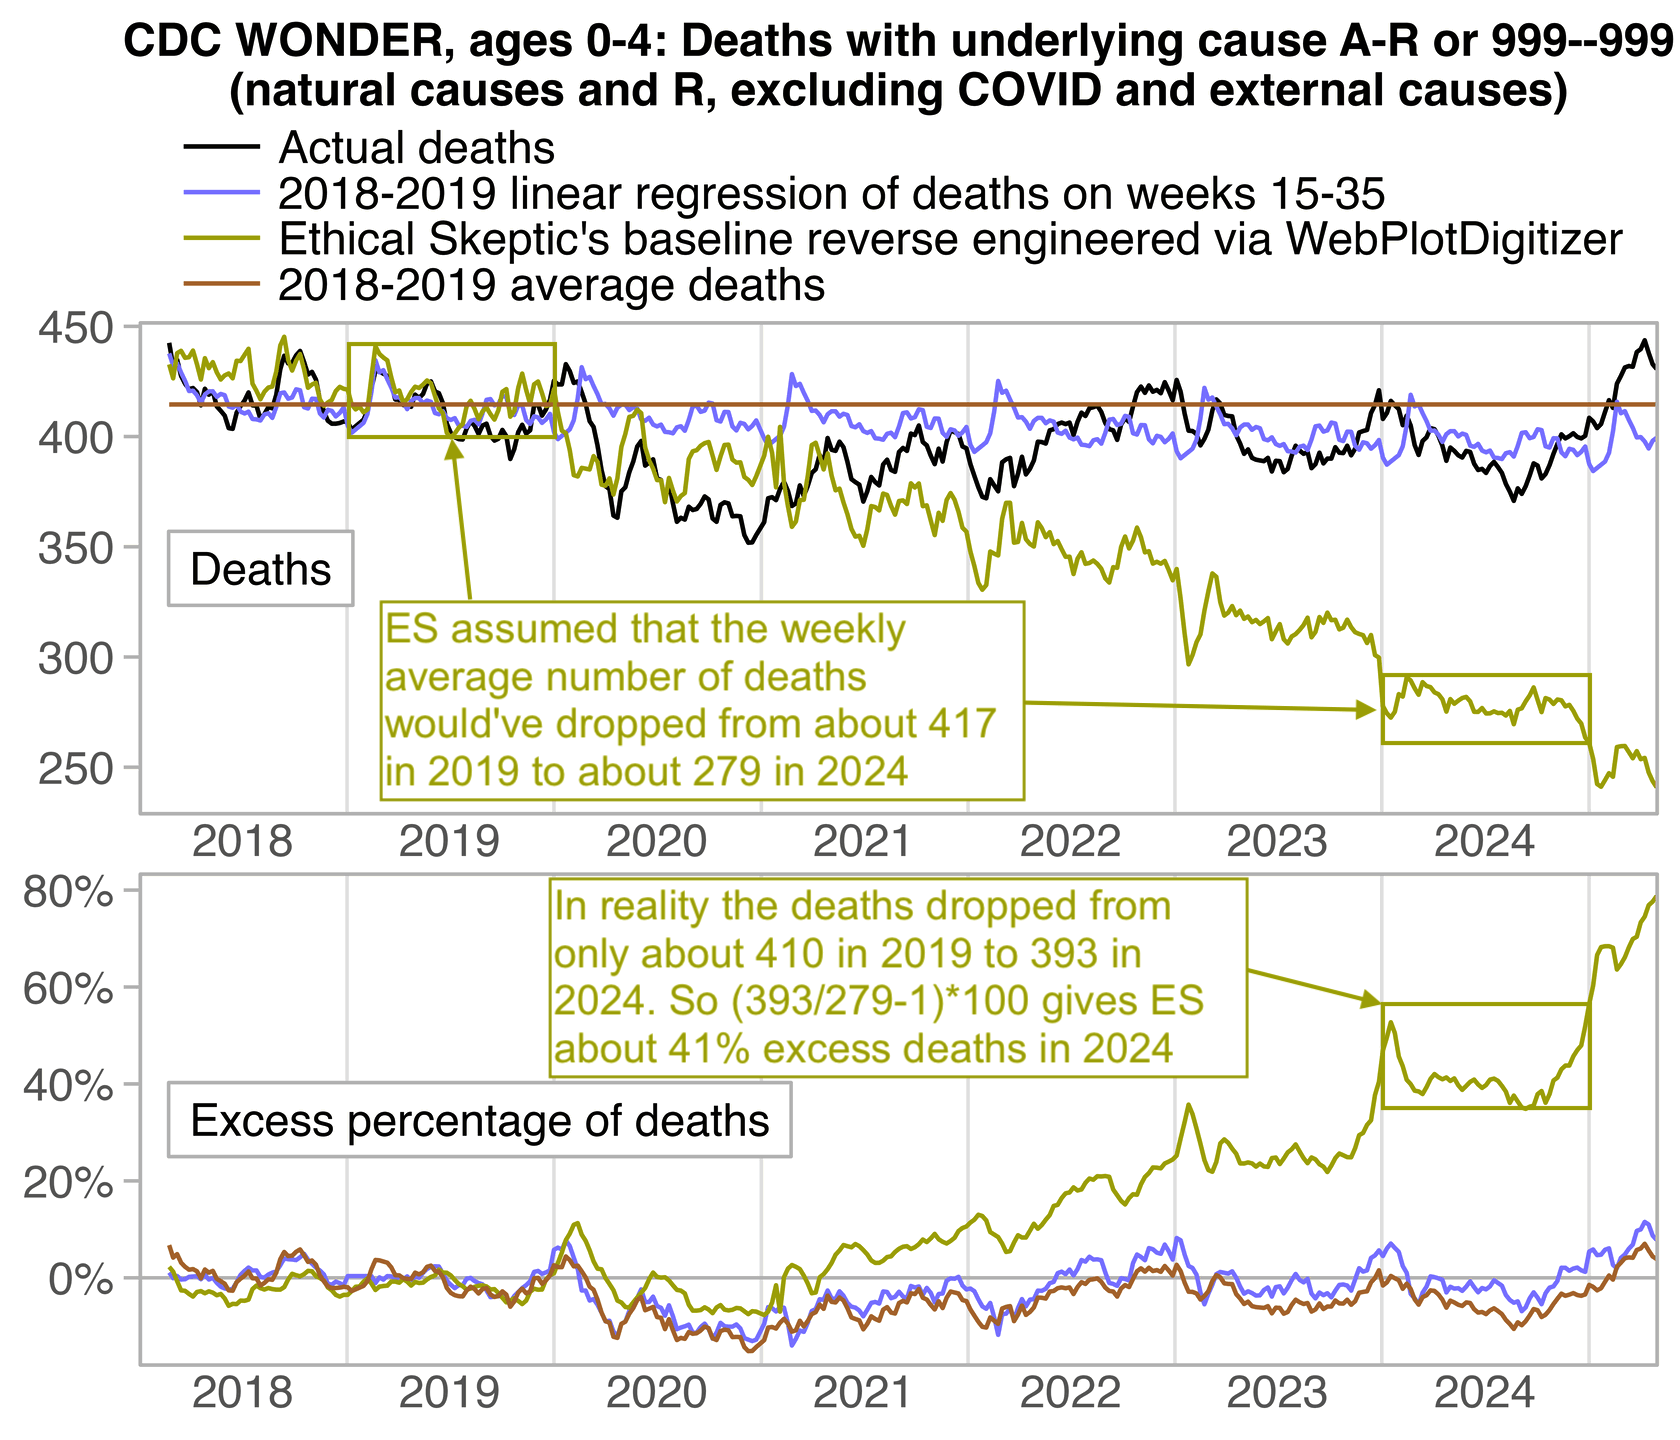 CDC WONDER, ages 0-4: Deaths with underlying cause A-R or 999--999
(natural causes and R, excluding COVID and external causes)
Actual deaths
2018-2019 linear regression of deaths on weeks 15-35
Ethical Skeptic's baseline reverse engineered via WebPlotDigitizer
2018-2019 average deaths
450
400
350
300
250
Deaths
ES assumed that the weekly
average number of deaths
would've dropped from about 417
in 2019 to about 279 in 2024
2018 2019 2020 2021 2022 2023 2024
80%
60%
40%
20%
0%
In reality the deaths dropped from
only about 410 in 2019 to 393 in
2024. So (393/279-1)*100 gives ES
about 41% excess deaths in 2024
Excess percentage of deaths
2018 2019 2020 2021 2022 2023 2024